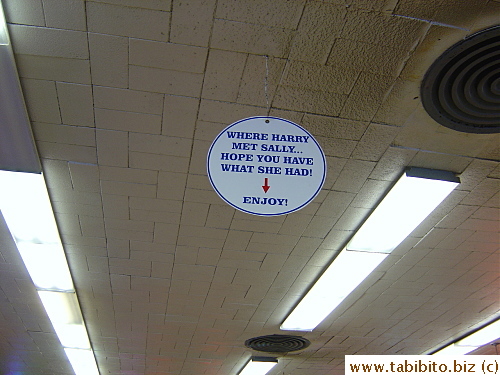 WHERE HARRY
MET SALLY...
HOPE YOU HAVE
WHAT SHE HAD!
ENJOY!
www.tabibito.biz (c)